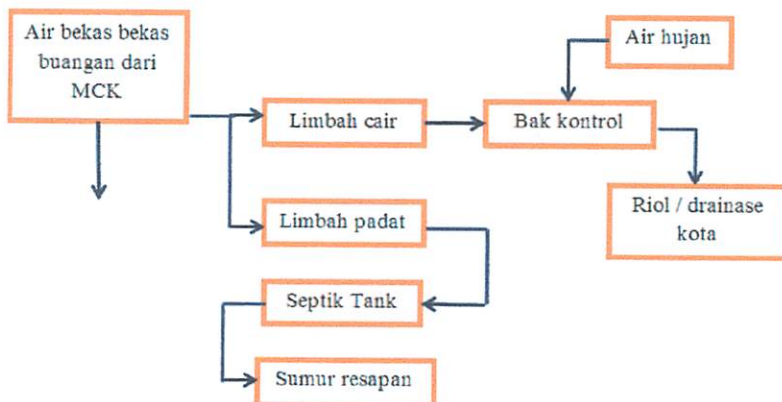 Air bekas bekas
buangan dari
MCK
Air hujan
Limbah cair
Bak kontrol
Limbah padat
Riol / drainase
kota
Septik Tank
Sumur resapan